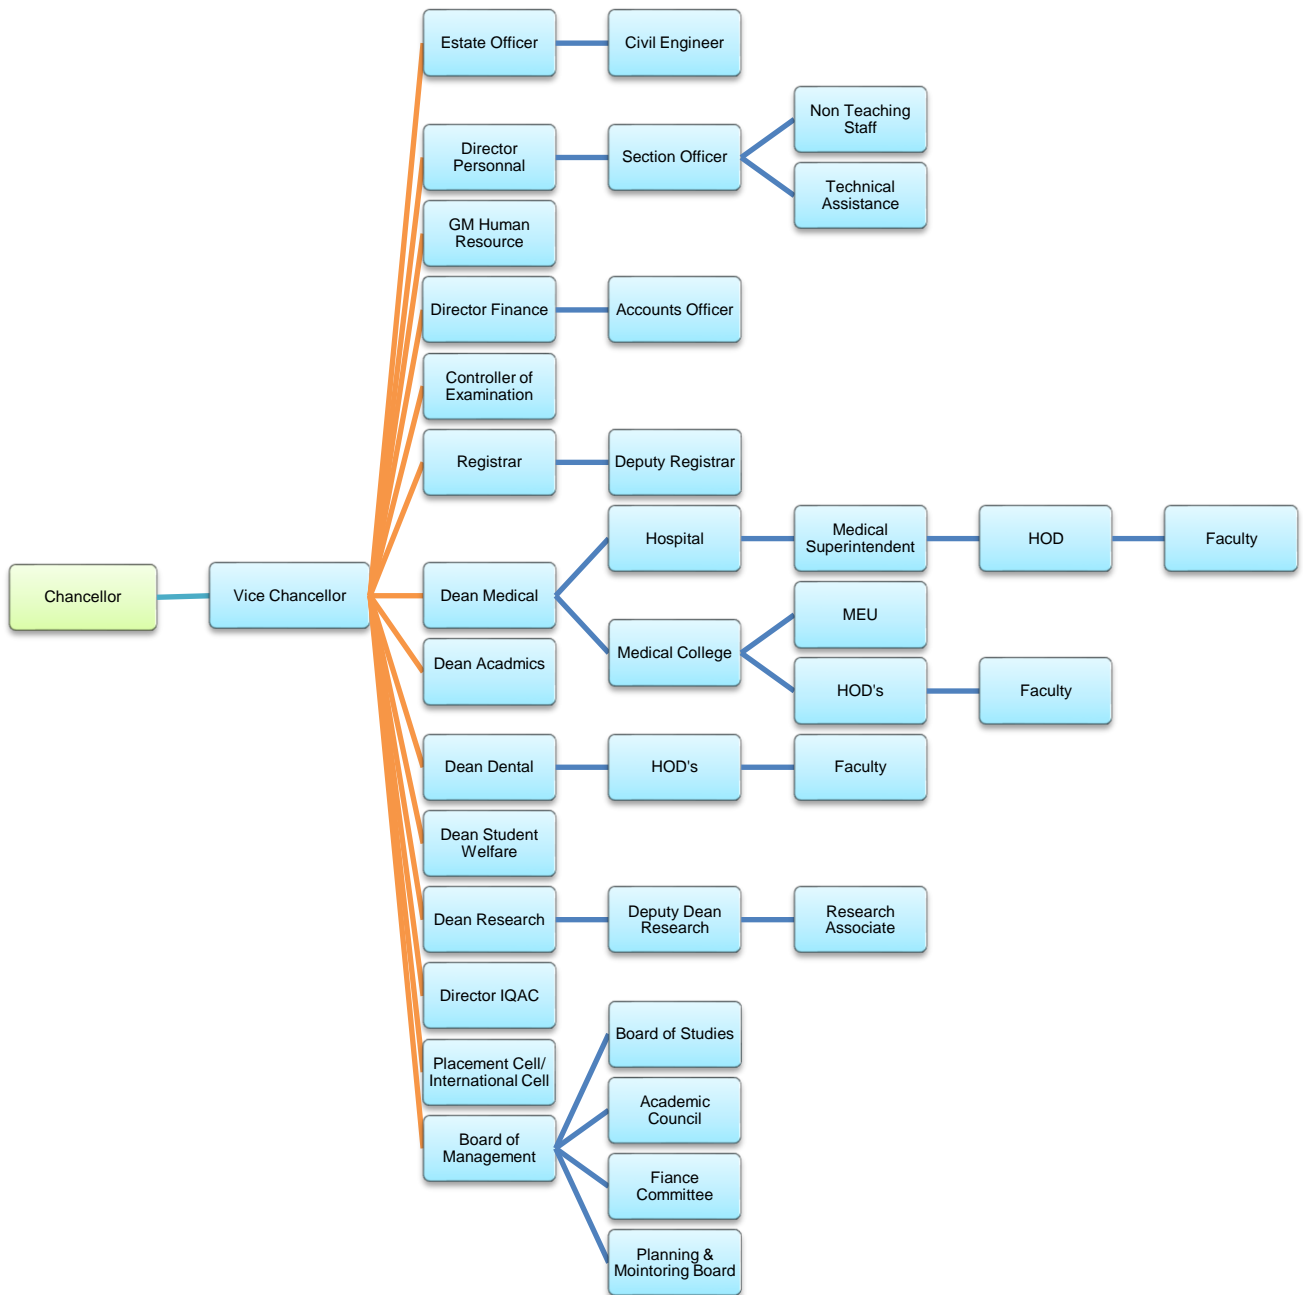 Estate Officer
Civil Engineer
Non Teaching
Staff
Director
Personnal
Section Officer
Technical
Assistance
GM Human
Resource
Director Finance
Accounts Officer
Controller of
Examination
Registrar
Deputy Registrar
Hospital
Medical
Superintendent
HOD
Faculty
Chancellor
Vice Chancellor
Dean Medical
MEU
Medical College
Dean Acadmics
HOD's
Faculty
Dean Dental
HOD's
Faculty
Dean Student
Welfare
Dean Research
Deputy Dean
Research
Research
Associate
Director IQAC
Board of Studies
Placement Cell/
International Cell
Academic
Council
Board of
Management
Fiance
Committee
Planning &
Mointoring Board